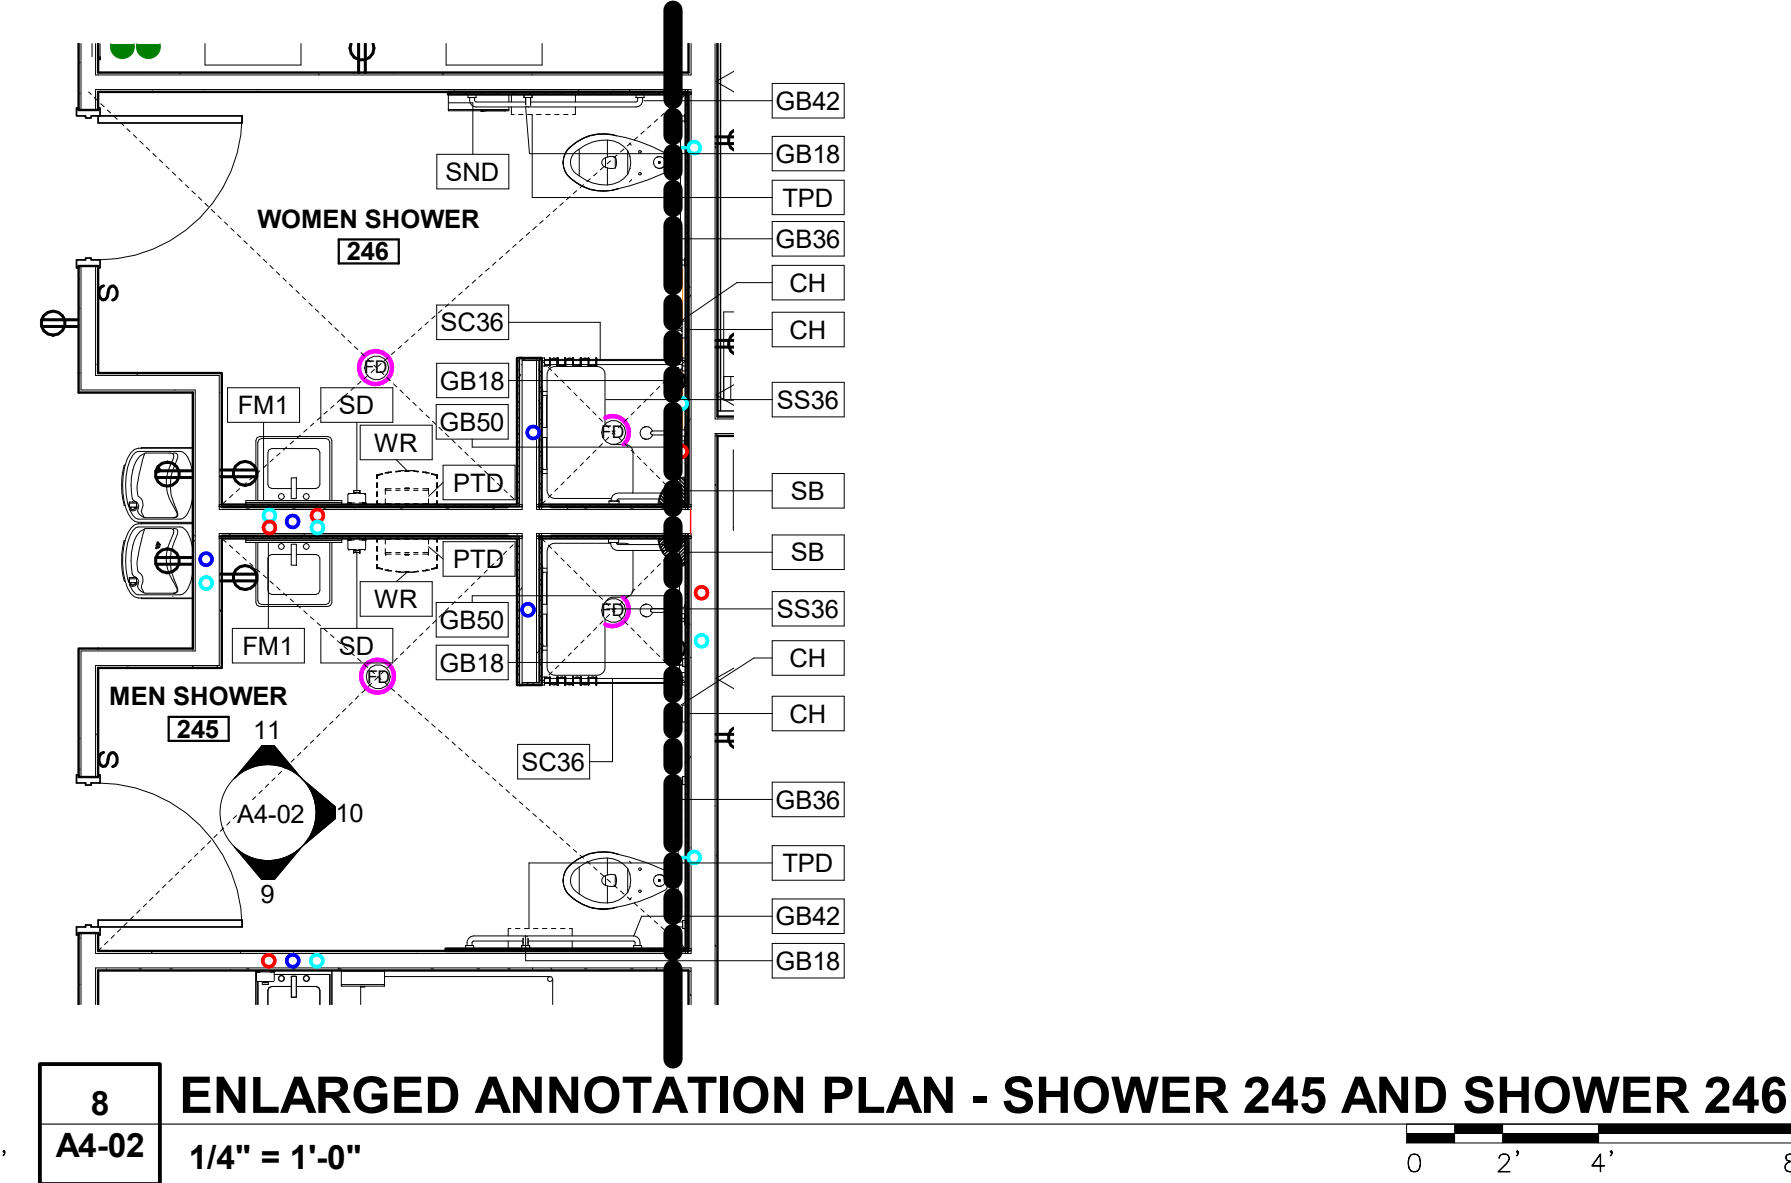 GB42
GB18
SND
TPD
WOMEN SHOWER
246
GB36
CH
S
SC36
CH
FD
GB18
FM1
SD
SS36
GB50
WR
FD
PTD
SB
PTD
SB
WR
FD
SS36
GB50
FM1
SD
GB18
CH
FD
MEN SHOWER
245
CH
11
S
SC36
A4-02
10
GB36
TPD
9
GB42
GB18
8
ENLARGED ANNOTATION PLAN - SHOWER 245 AND SHOWER 246
A4-02
1/4" = 1'-0"
0 2' 4' 8